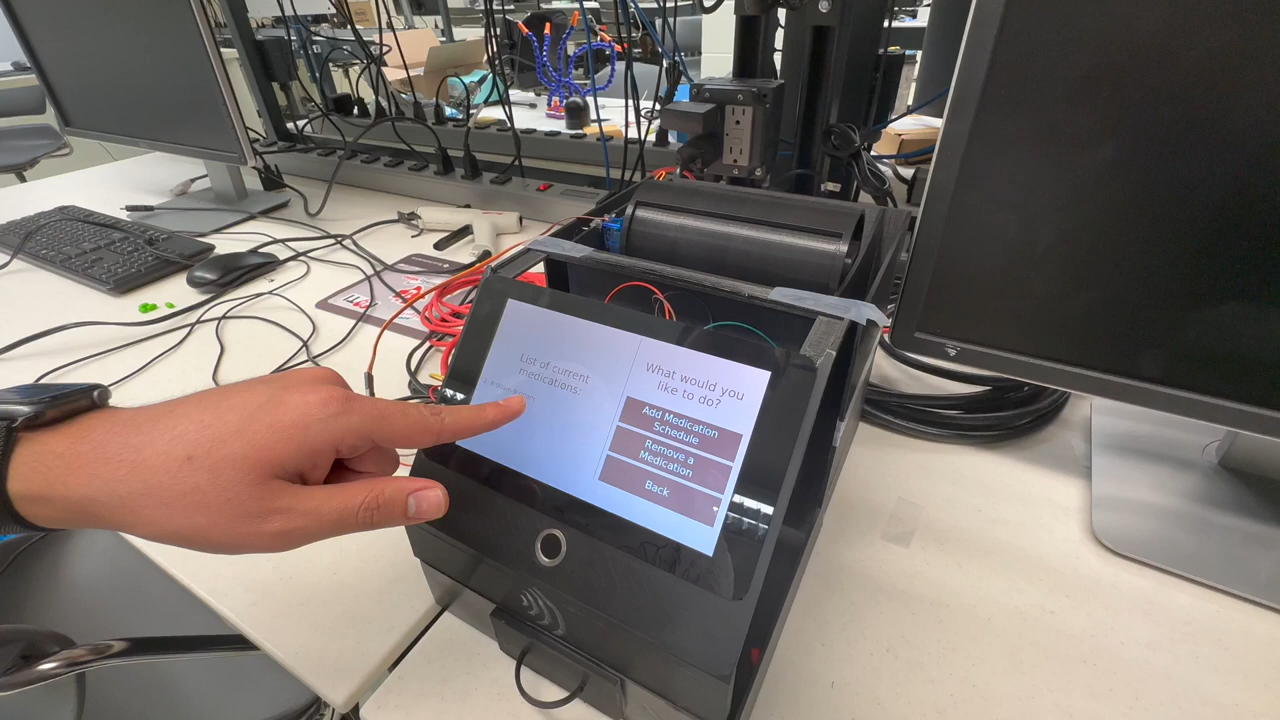 List of current
medications:
What would you
like to do?
Add Medication
Schedule
Remove a
Medication
Back